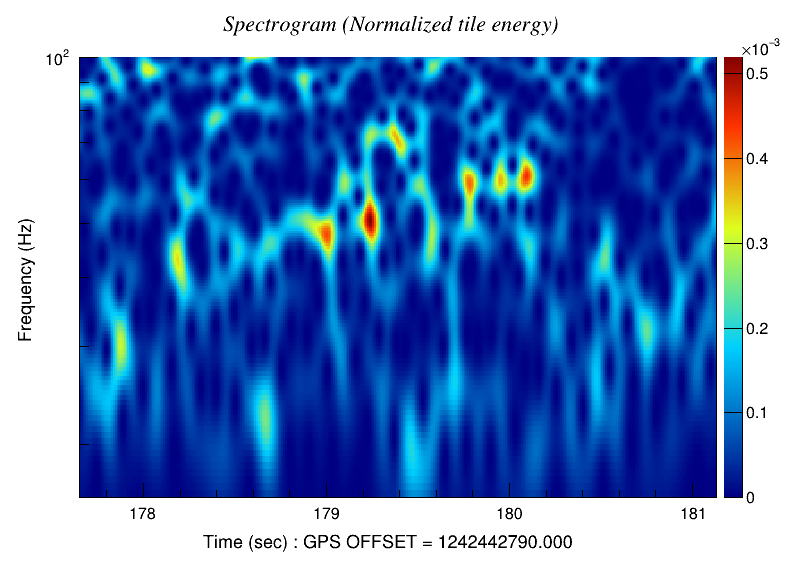 Spectrogram (Normalized tile energy)
×10⁻³
10²
0.5
0.4
0.3
0.2
0.1
0
Frequency (Hz)
178 179 180 181
Time (sec) : GPS OFFSET = 1242442790.000